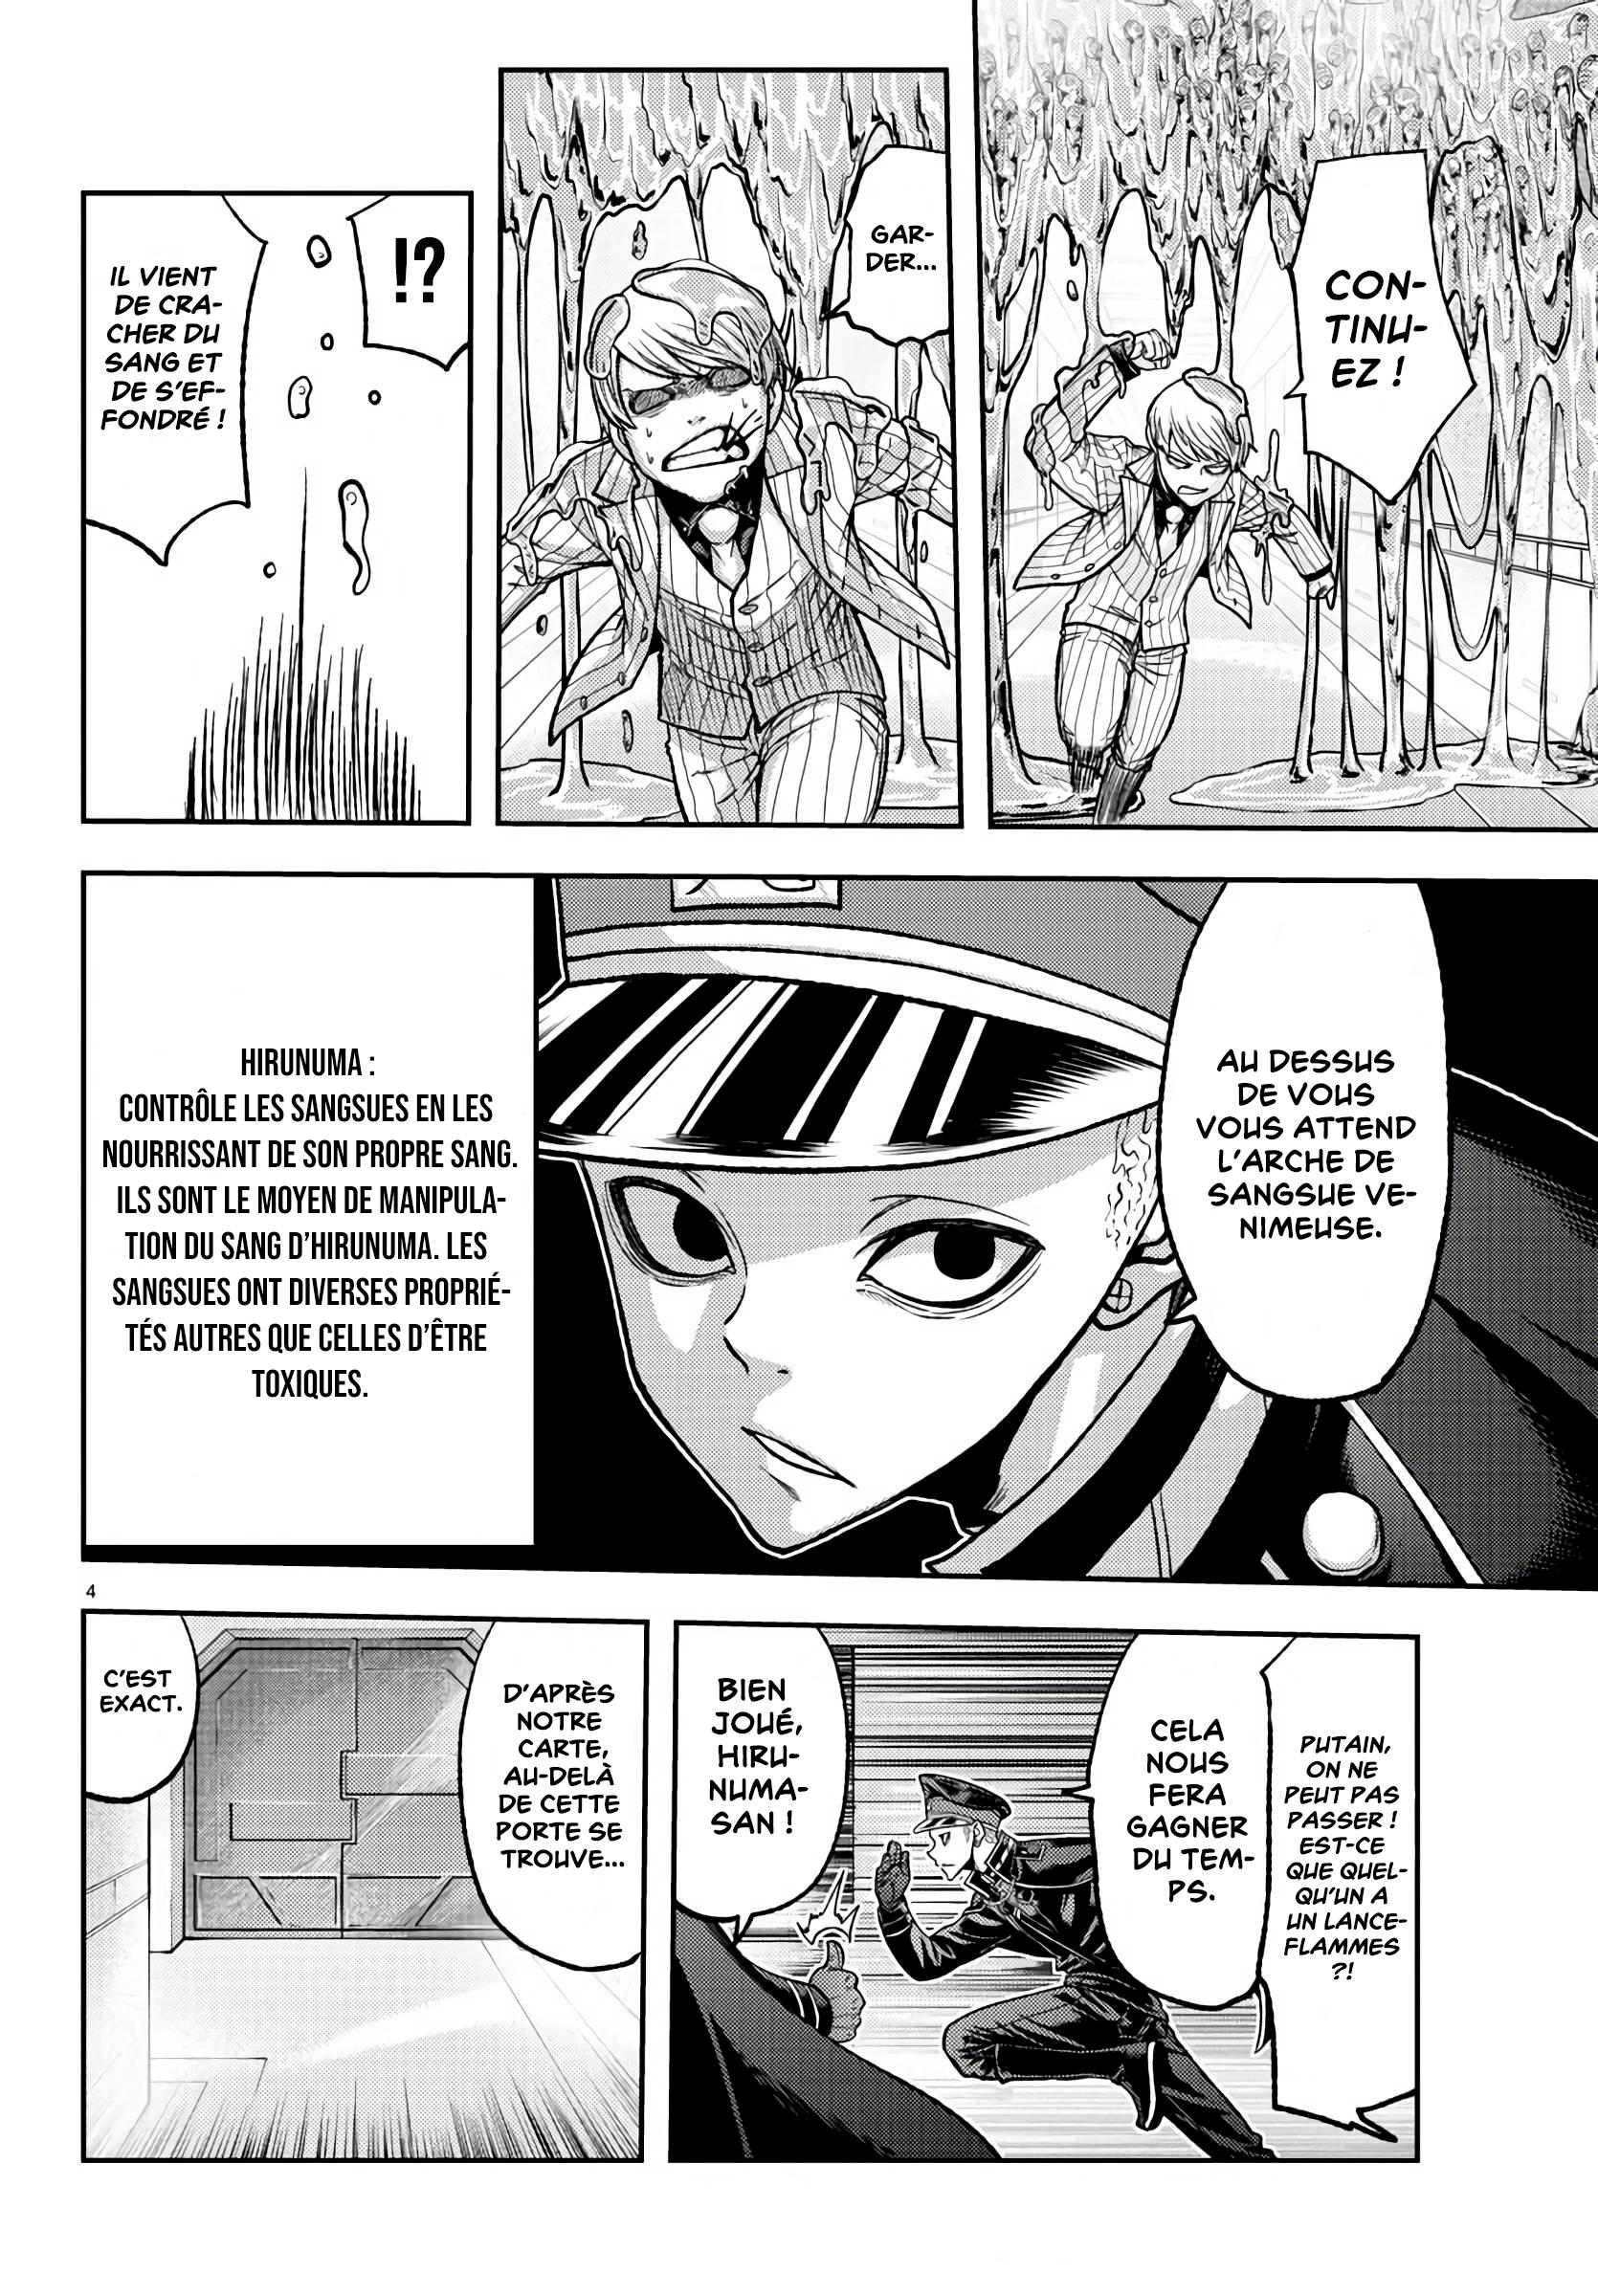 CON-
TINU-
EZ !
GAR-
DER...
!?
IL VIENT
DE CRA-
CHER DU
SANG ET
DE S'EF-
FONDRÉ !
AU DESSUS
DE VOUS
VOUS ATTEND
L'ARCHE DE
SANGSUE VE-
NIMEUSE.
HIRUNUMA :
CONTRÔLE LES SANGSUES EN LES
NOURRISSANT DE SON PROPRE SANG.
ILS SONT LE MOYEN DE MANIPULA-
TION DU SANG D'HIRUNUMA. LES
SANGSUES ONT DIVERSES PROPRIÉ-
TÉS AUTRES QUE CELLES D'ÊTRE
TOXIQUES.
4
PUTAIN,
ON NE
PEUT PAS
PASSER !
EST-CE
QUE QUEL-
QU'UN A
UN LANCE-
FLAMMES
?!
CELA
NOUS
FERA
GAGNER
DU TEM-
PS.
BIEN
JOUÉ,
HIRU-
NUMA-
SAN !
D'APRÈS
NOTRE
CARTE,
AU-DELÀ
DE CETTE
PORTE SE
TROUVE...
C'EST
EXACT.